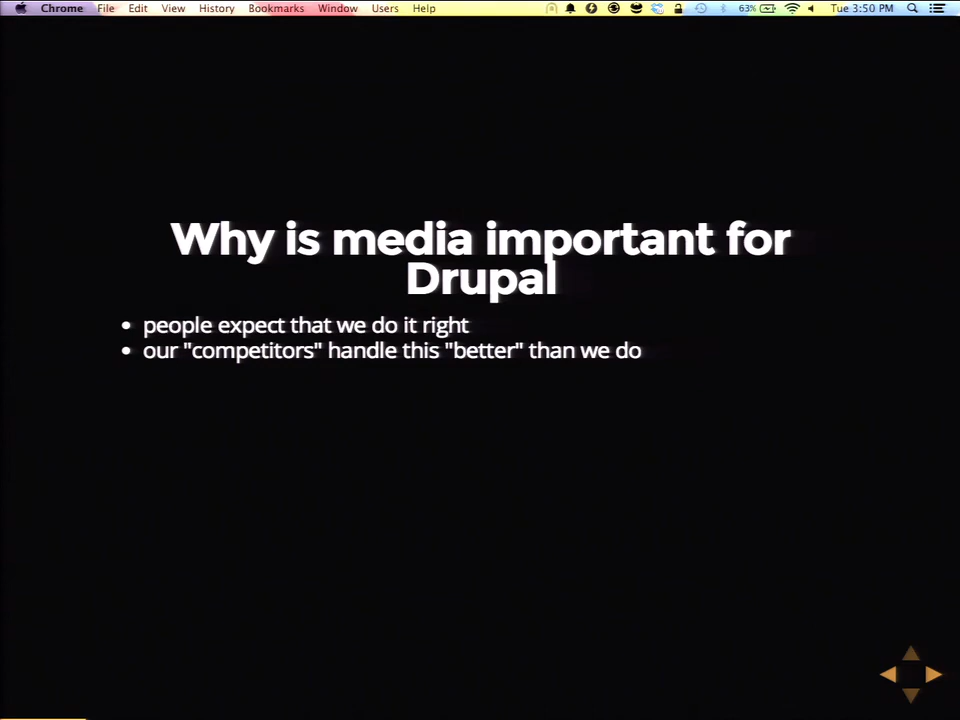 Chrome File Edit View History Bookmarks Window Users Help 63% Tue 3:50 PM
Why is media important for
Drupal
• people expect that we do it right
• our "competitors" handle this "better" than we do